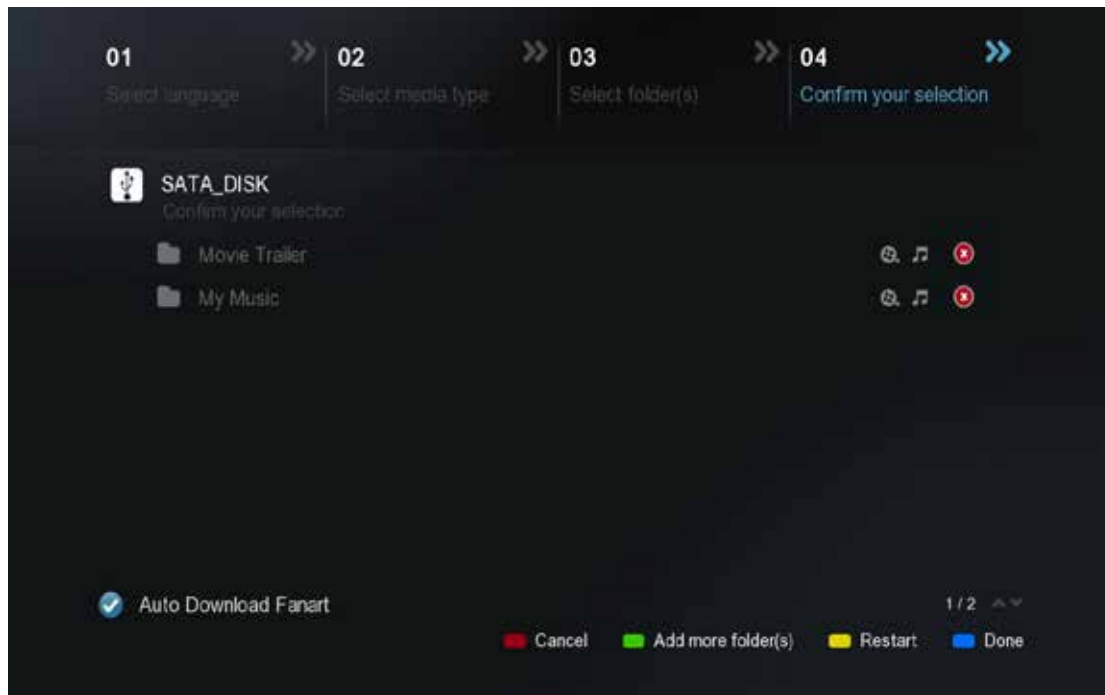 01
02
03
04
Select language
Select media type
Select folder(s)
Confirm your selection
SATA_DISK
Confirm your selection
Movie Trailer
My Music
Auto Download Fanart
1/2
Cancel
Add more folder(s)
Restart
Done